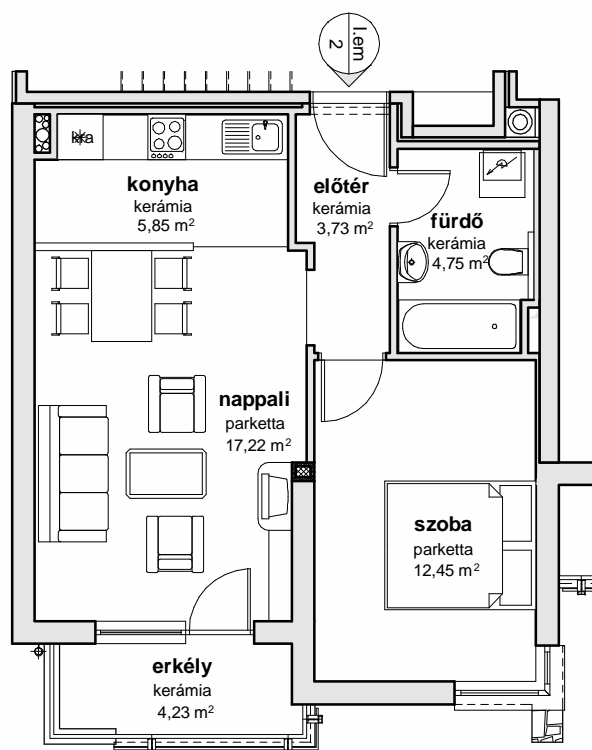 I.em
2
kra
konyha
kerámia
5,85 m²
előtér
kerámia
3,73 m²
fürdő
kerámia
4,75 m²
nappali
parketta
17,22 m²
szoba
parketta
12,45 m²
erkély
kerámia
4,23 m²